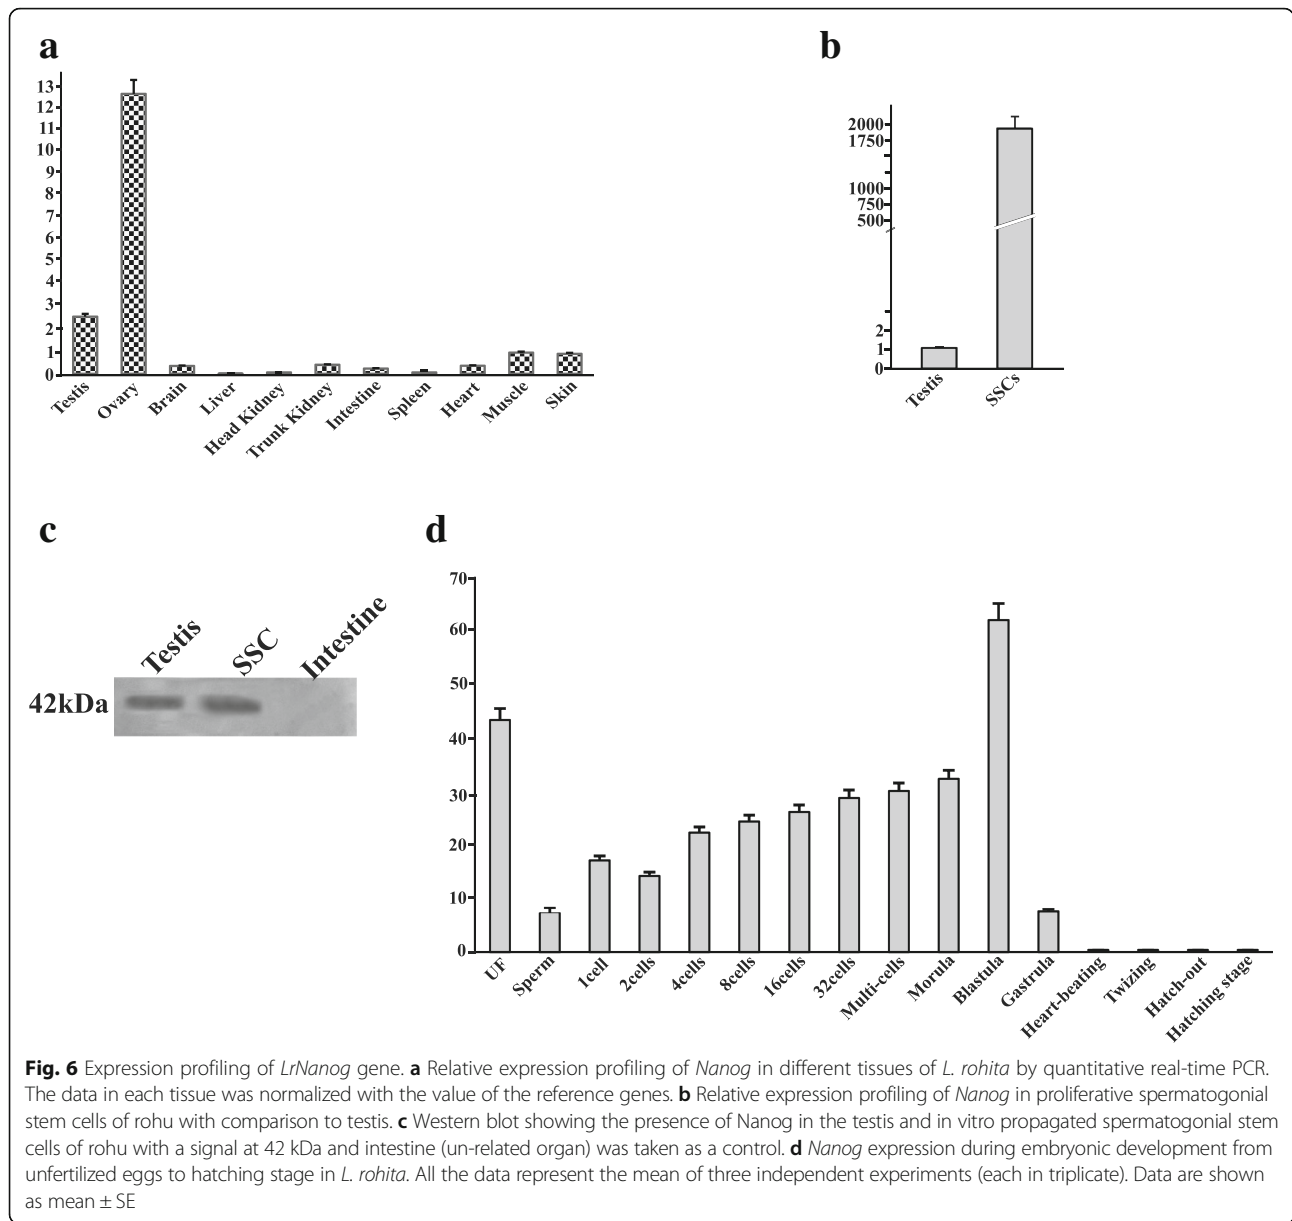 a
13
12
11
10
9
8
7
6
5
4
3
2
1
0
Testis
Ovary
Brain
Liver
Head Kidney
Trunk Kidney
Intestine
Spleen
Heart
Muscle
Skin
b
2000
1750
1000
750
500
2
1
0
Testis
SSCs
c
Testis
SSC
Intestine
42kDa
d
70
60
50
40
30
20
10
0
UF
Sperm
1cell
2cells
4cells
8cells
16cells
32cells
Multi-cells
Morula
Blastula
Gastrula
Heart-beating
Twizing
Hatch-out
Hatching stage
Fig. 6 Expression profiling of LrNanog gene. a Relative expression profiling of Nanog in different tissues of L. rohita by quantitative real-time PCR.
The data in each tissue was normalized with the value of the reference genes. b Relative expression profiling of Nanog in proliferative spermatogonial
stem cells of rohu with comparison to testis. c Western blot showing the presence of Nanog in the testis and in vitro propagated spermatogonial stem
cells of rohu with a signal at 42 kDa and intestine (un-related organ) was taken as a control. d Nanog expression during embryonic development from
unfertilized eggs to hatching stage in L. rohita. All the data represent the mean of three independent experiments (each in triplicate). Data are shown
as mean ± SE